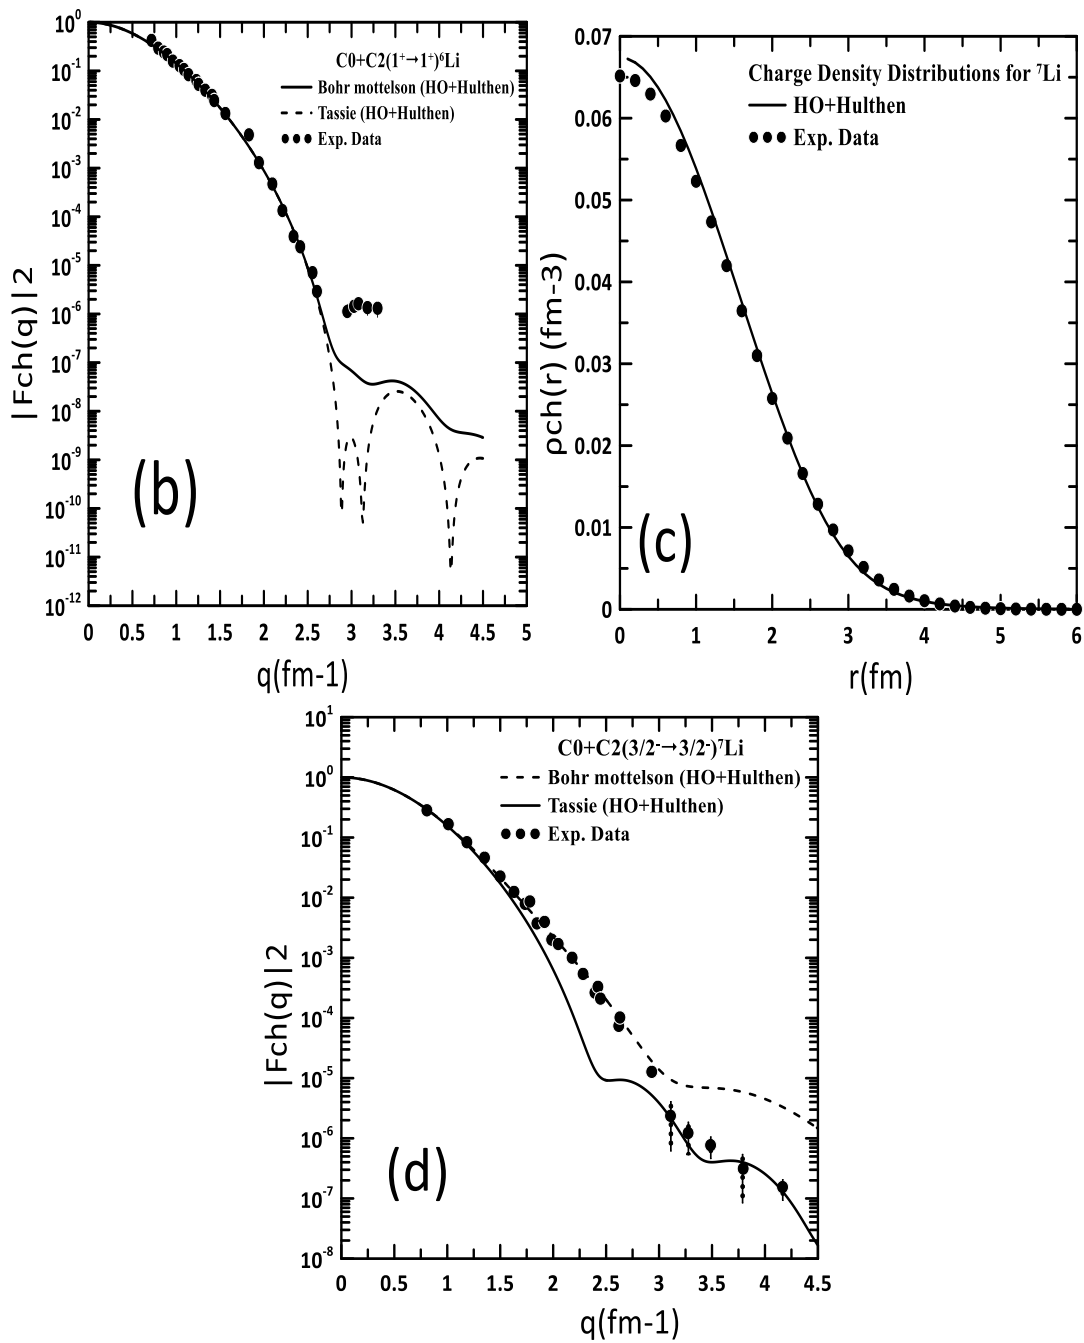 C0+C2(1⁺→1⁺)⁶Li
Bohr mottelson (HO+Hulthen)
Tassie (HO+Hulthen)
Exp. Data
|Fch(q)|2
10⁰
10⁻¹
10⁻²
10⁻³
10⁻⁴
10⁻⁵
10⁻⁶
10⁻⁷
10⁻⁸
10⁻⁹
10⁻¹⁰
10⁻¹¹
10⁻¹²
(b)
0 0.5 1 1.5 2 2.5 3 3.5 4 4.5 5
q(fm-1)
Charge Density Distributions for ⁷Li
HO+Hulthen
Exp. Data
ρch(r) (fm-3)
0.07
0.06
0.05
0.04
0.03
0.02
0.01
0
(c)
0 1 2 3 4 5 6
r(fm)
C0+C2(3/2⁻→3/2⁻)⁷Li
Bohr mottelson (HO+Hulthen)
Tassie (HO+Hulthen)
Exp. Data
|Fch(q)|2
10¹
10⁰
10⁻¹
10⁻²
10⁻³
10⁻⁴
10⁻⁵
10⁻⁶
10⁻⁷
10⁻⁸
(d)
0 0.5 1 1.5 2 2.5 3 3.5 4 4.5
q(fm-1)